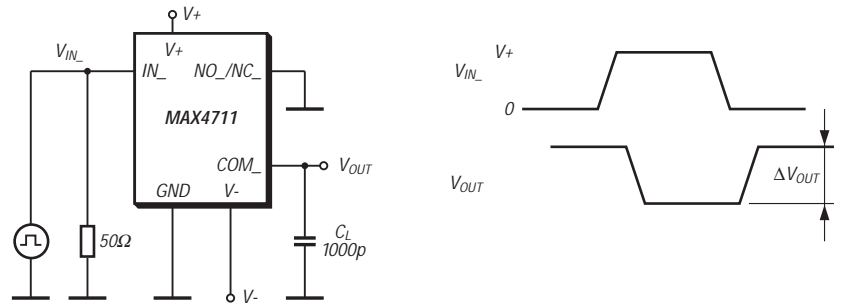 V+
V_IN_
V+
IN_
NO_/NC_
MAX4711
COM_
V_OUT
GND
V-
50Ω
C_L
1000p
V-
V+
V_IN_
0
V_OUT
ΔV_OUT